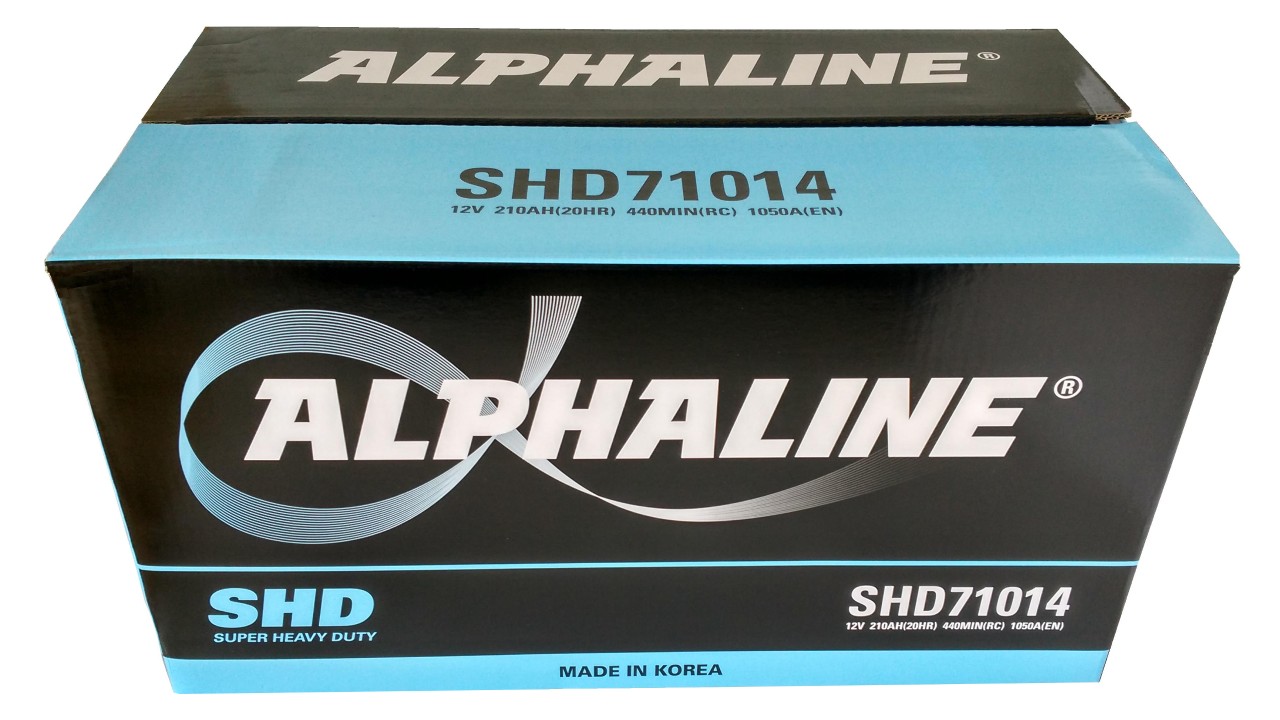 ALPHALINE®
SHD71014
12V 210AH(20HR) 440MIN(RC) 1050A(EN)
ALPHALINE®
SHD
SUPER HEAVY DUTY
SHD71014
12V 210AH(20HR) 440MIN(RC) 1050A(EN)
MADE IN KOREA